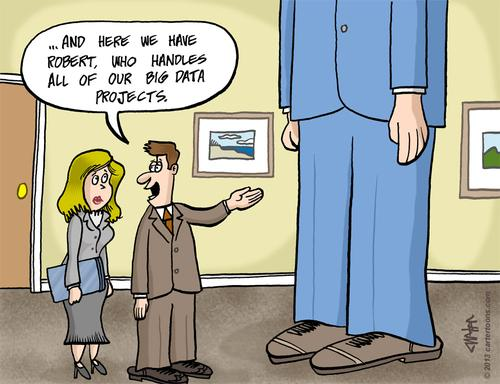 ...AND HERE WE HAVE
ROBERT, WHO HANDLES
ALL OF OUR BIG DATA
PROJECTS.
© 2013 cartertoons.com